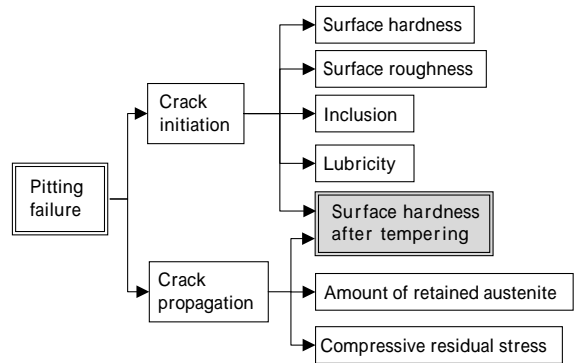 Surface hardness
Surface roughness
Crack
initiation
Inclusion
Lubricity
Pitting
failure
Surface hardness
after tempering
Crack
propagation
Amount of retained austenite
Compressive residual stress